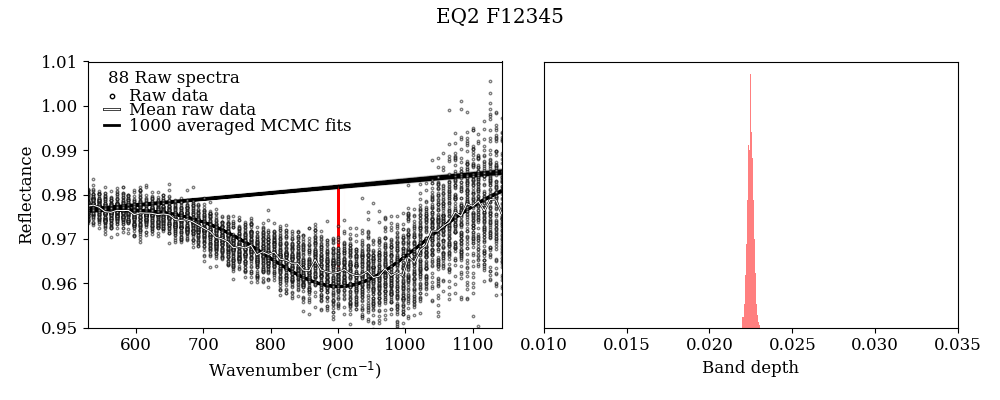 EQ2 F12345
1.01
1.00
0.99
0.98
0.97
0.96
0.95
Reflectance
88 Raw spectra
Raw data
Mean raw data
1000 averaged MCMC fits
600 700 800 900 1000 1100
Wavenumber (cm⁻¹)
0.010 0.015 0.020 0.025 0.030 0.035
Band depth